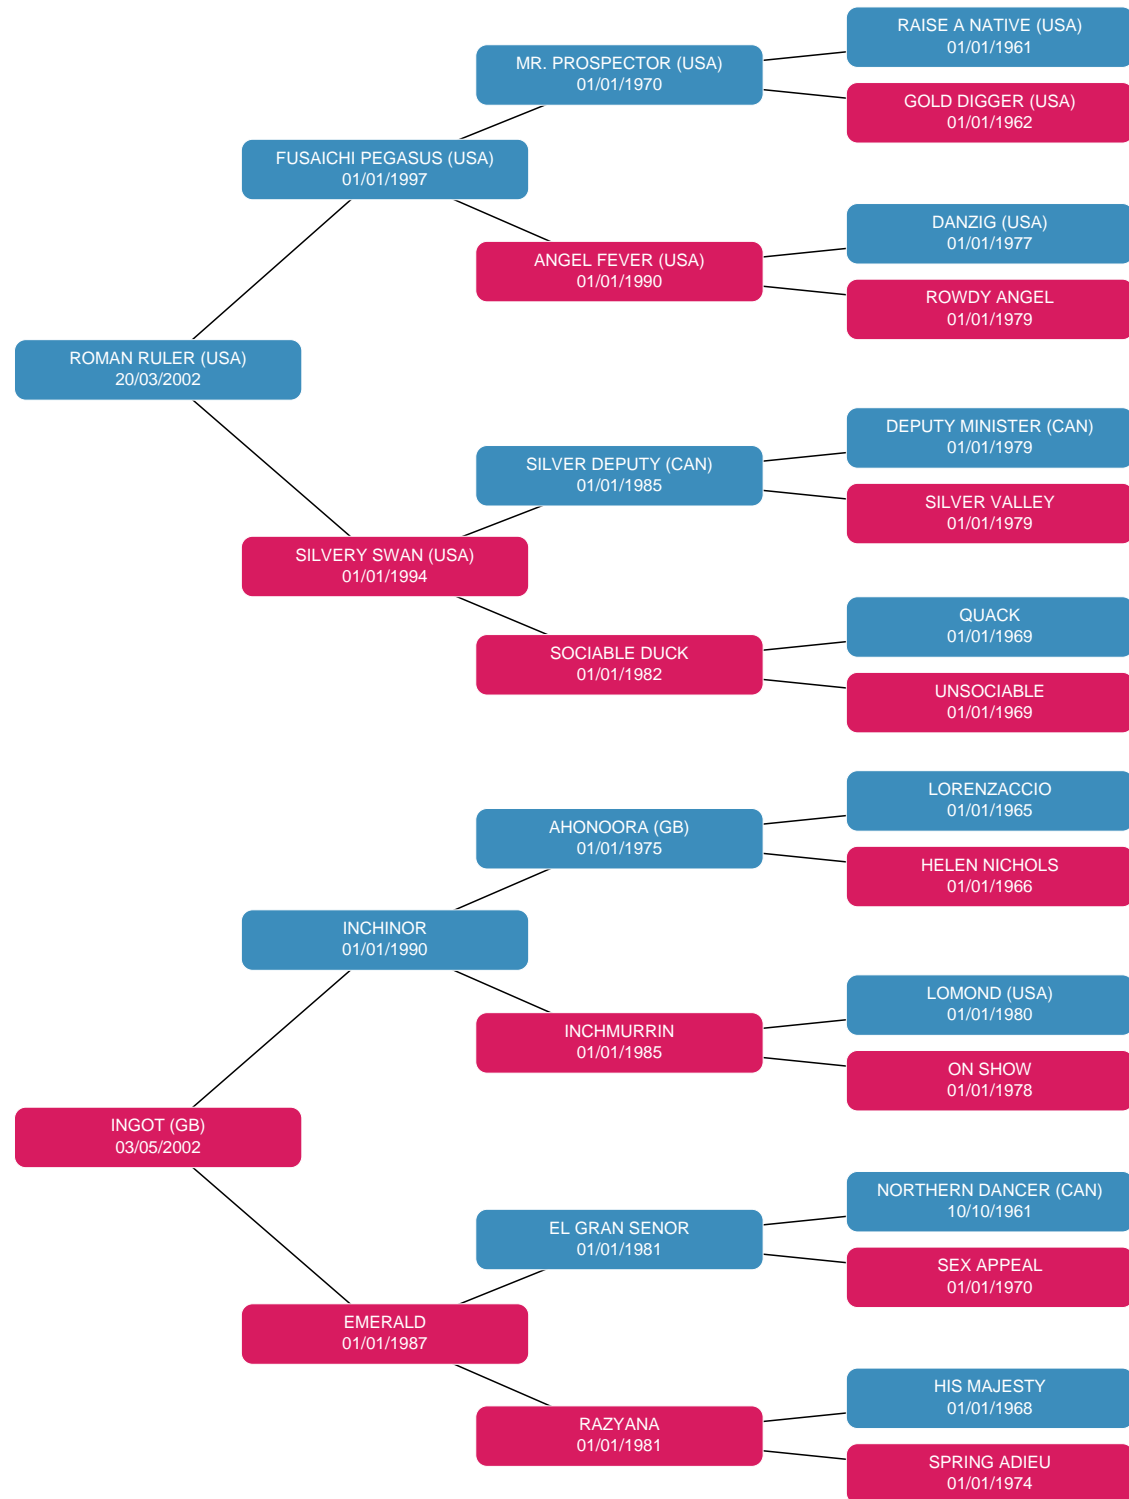 RAISE A NATIVE (USA)
01/01/1961
MR. PROSPECTOR (USA)
01/01/1970
GOLD DIGGER (USA)
01/01/1962
FUSAICHI PEGASUS (USA)
01/01/1997
DANZIG (USA)
01/01/1977
ANGEL FEVER (USA)
01/01/1990
ROWDY ANGEL
01/01/1979
ROMAN RULER (USA)
20/03/2002
DEPUTY MINISTER (CAN)
01/01/1979
SILVER DEPUTY (CAN)
01/01/1985
SILVER VALLEY
01/01/1979
SILVERY SWAN (USA)
01/01/1994
QUACK
01/01/1969
SOCIABLE DUCK
01/01/1982
UNSOCIABLE
01/01/1969
LORENZACCIO
01/01/1965
AHONOORA (GB)
01/01/1975
HELEN NICHOLS
01/01/1966
INCHINOR
01/01/1990
LOMOND (USA)
01/01/1980
INCHMURRIN
01/01/1985
ON SHOW
01/01/1978
INGOT (GB)
03/05/2002
NORTHERN DANCER (CAN)
10/10/1961
EL GRAN SENOR
01/01/1981
SEX APPEAL
01/01/1970
EMERALD
01/01/1987
HIS MAJESTY
01/01/1968
RAZYANA
01/01/1981
SPRING ADIEU
01/01/1974